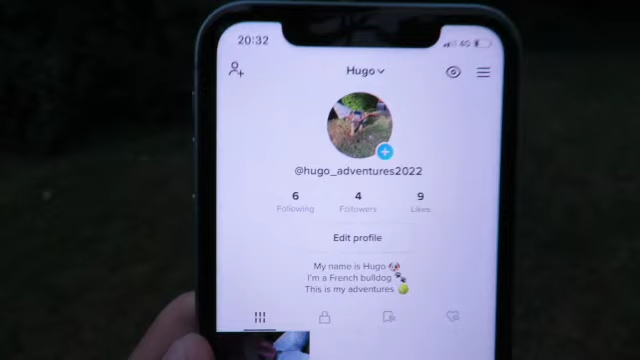 20:32
4G
Hugo
@hugo_adventures2022
6 4 9
Following Followers Likes
Edit profile
My name is Hugo
I'm a French bulldog
This is my adventures